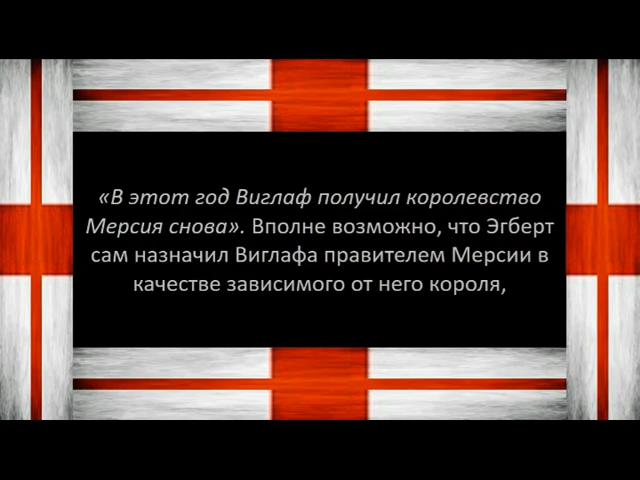 «В этот год Виглаф получил королевство
Мерсия снова». Вполне возможно, что Эгберт
сам назначил Виглафа правителем Мерсии в
качестве зависимого от него короля,